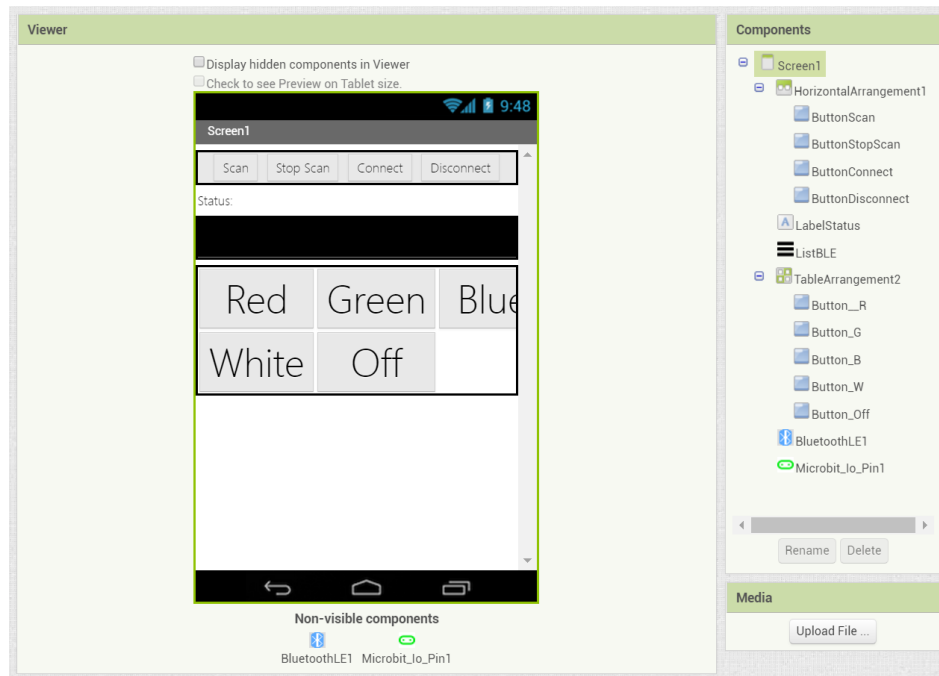 Viewer
Display hidden components in Viewer
Check to see Preview on Tablet size.
9:48
Screen1
Scan Stop Scan Connect Disconnect
Status:
Red Green Blue
White Off
Non-visible components
BluetoothLE1 Microbit_Io_Pin1
Components
Screen1
HorizontalArrangement1
ButtonScan
ButtonStopScan
ButtonConnect
ButtonDisconnect
A LabelStatus
ListBLE
TableArrangement2
Button__R
Button_G
Button_B
Button_W
Button_Off
BluetoothLE1
Microbit_Io_Pin1
Rename Delete
Media
Upload File ...